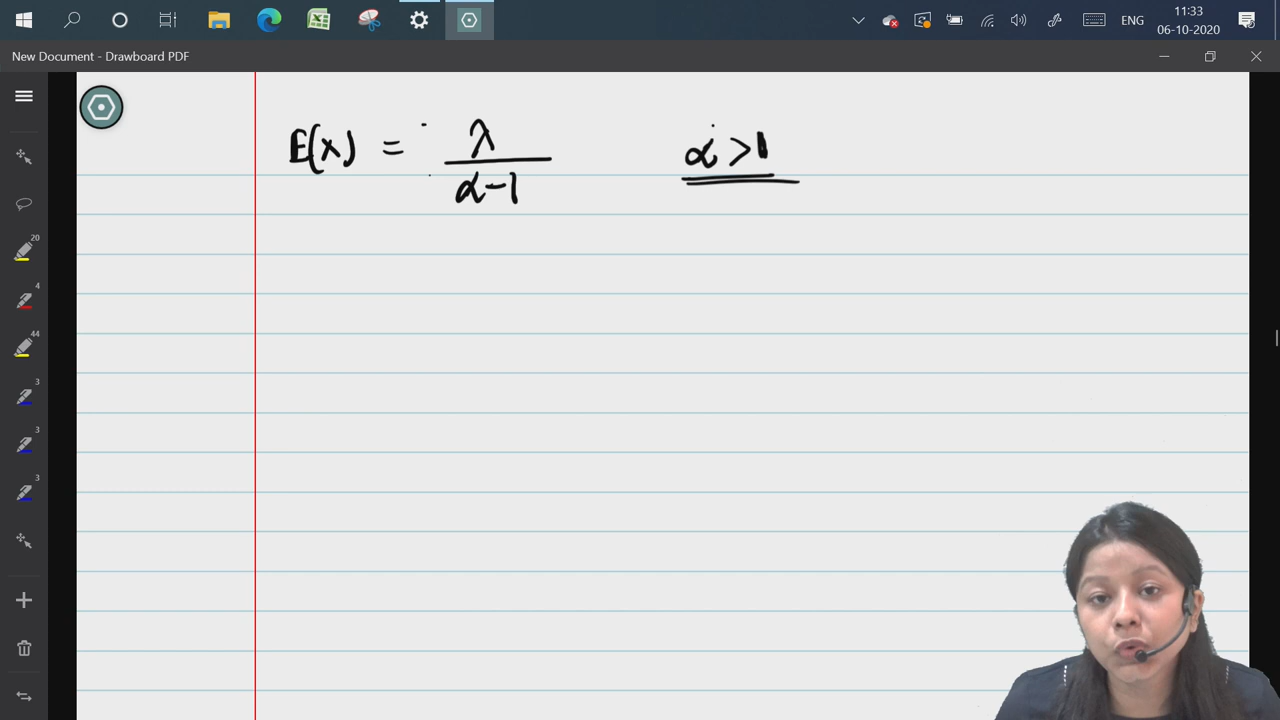 ENG
11:33
06-10-2020
New Document - Drawboard PDF
E(x) = λ / (α-1)   α > 1
20
4
44
3
3
3